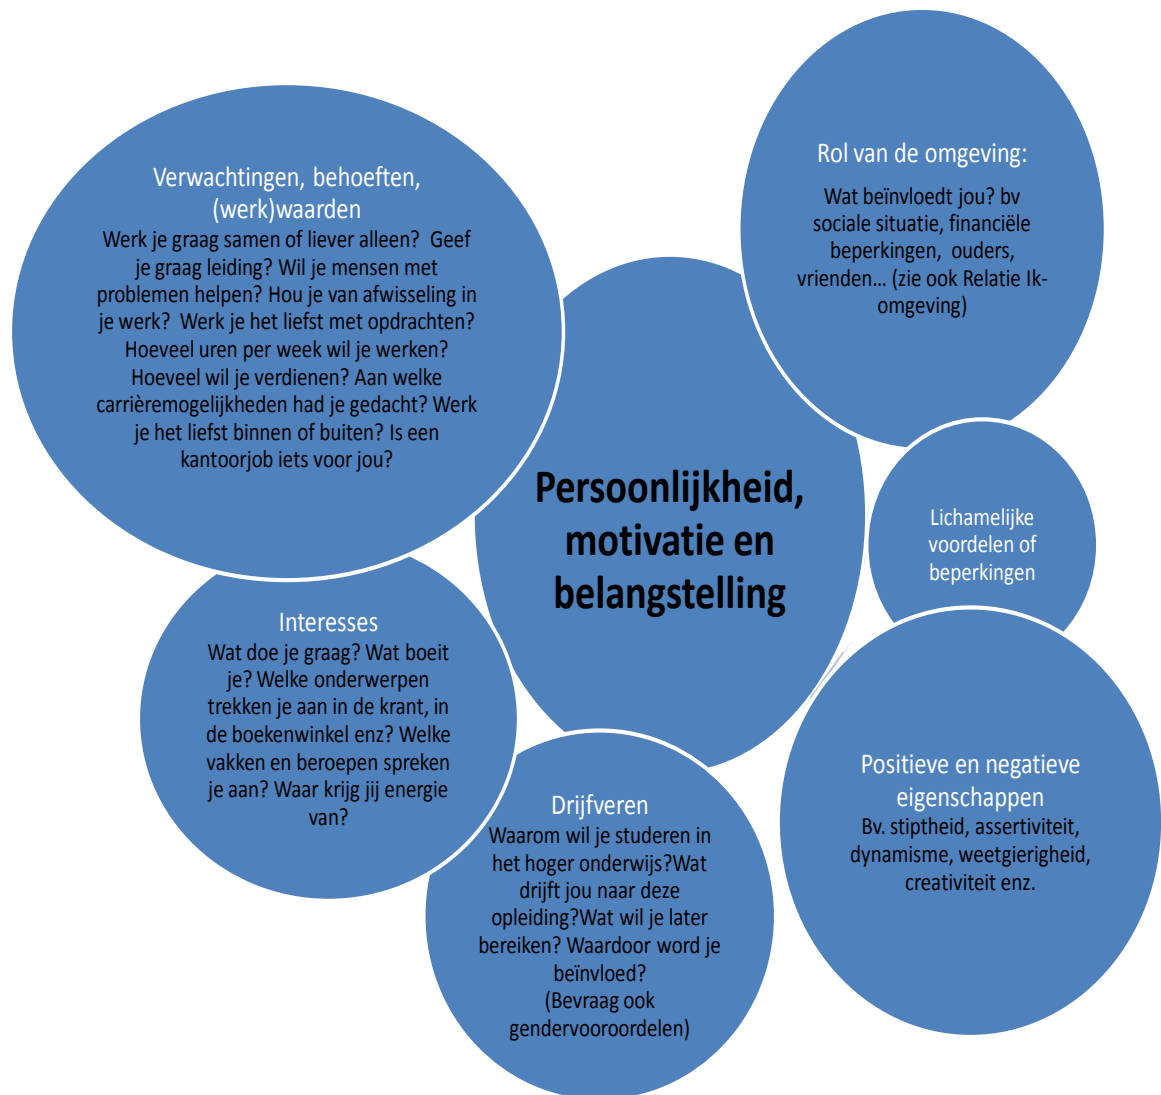 Verwachtingen, behoeften,
(werk)waarden
Werk je graag samen of liever alleen?  Geef
je graag leiding? Wil je mensen met
problemen helpen? Hou je van afwisseling in
je werk?  Werk je het liefst met opdrachten?
Hoeveel uren per week wil je werken?
Hoeveel wil je verdienen? Aan welke
carrièremogelijkheden had je gedacht? Werk
je het liefst binnen of buiten? Is een
kantoorjob iets voor jou?
Rol van de omgeving:
Wat beïnvloedt jou? bv
sociale situatie, financiële
beperkingen,  ouders,
vrienden... (zie ook Relatie Ik-
omgeving)
Persoonlijkheid,
motivatie en
belangstelling
Lichamelijke
voordelen of
beperkingen
Interesses
Wat doe je graag? Wat boeit
je? Welke onderwerpen
trekken je aan in de krant, in
de boekenwinkel enz? Welke
vakken en beroepen spreken
je aan? Waar krijg jij energie
van?
Drijfveren
Waarom wil je studeren in
het hoger onderwijs?Wat
drijft jou naar deze
opleiding?Wat wil je later
bereiken? Waardoor word je
beïnvloed?
(Bevraag ook
gendervooroordelen)
Positieve en negatieve
eigenschappen
Bv. stiptheid, assertiviteit,
dynamisme, weetgierigheid,
creativiteit enz.